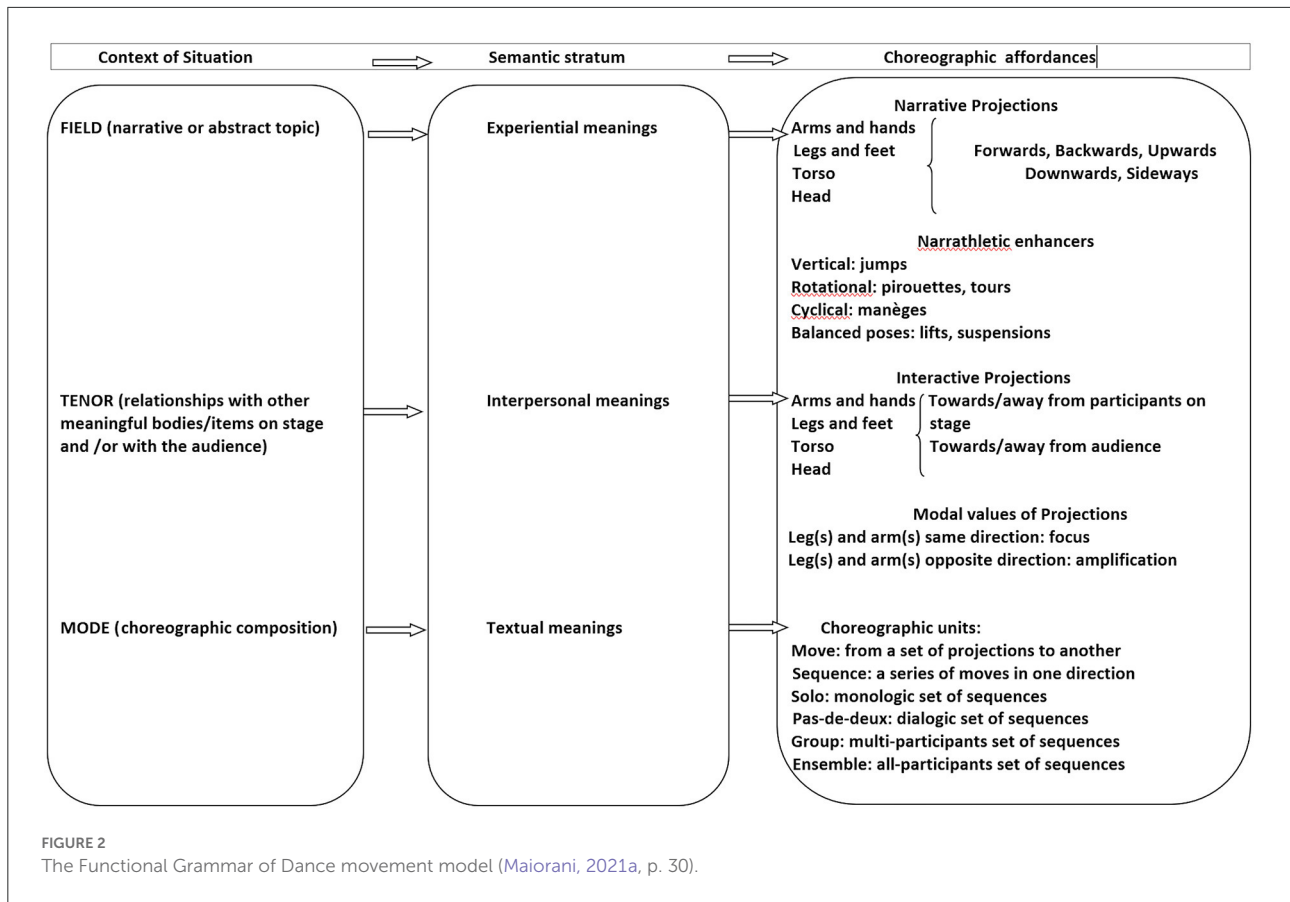 Context of Situation
Semantic stratum
Choreographic affordances
FIELD (narrative or abstract topic)
Experiential meanings
Narrative Projections
Arms and hands
Legs and feet
Torso
Head
Forwards, Backwards, Upwards
Downwards, Sideways
Narrathletic enhancers
Vertical: jumps
Rotational: pirouettes, tours
Cyclical: manèges
Balanced poses: lifts, suspensions
TENOR (relationships with other
meaningful bodies/items on stage
and /or with the audience)
Interpersonal meanings
Interactive Projections
Arms and hands
Legs and feet
Torso
Head
Towards/away from participants on
stage
Towards/away from audience
Modal values of Projections
Leg(s) and arm(s) same direction: focus
Leg(s) and arm(s) opposite direction: amplification
MODE (choreographic composition)
Textual meanings
Choreographic units:
Move: from a set of projections to another
Sequence: a series of moves in one direction
Solo: monologic set of sequences
Pas-de-deux: dialogic set of sequences
Group: multi-participants set of sequences
Ensemble: all-participants set of sequences
FIGURE 2
The Functional Grammar of Dance movement model (Maiorani, 2021a, p. 30).